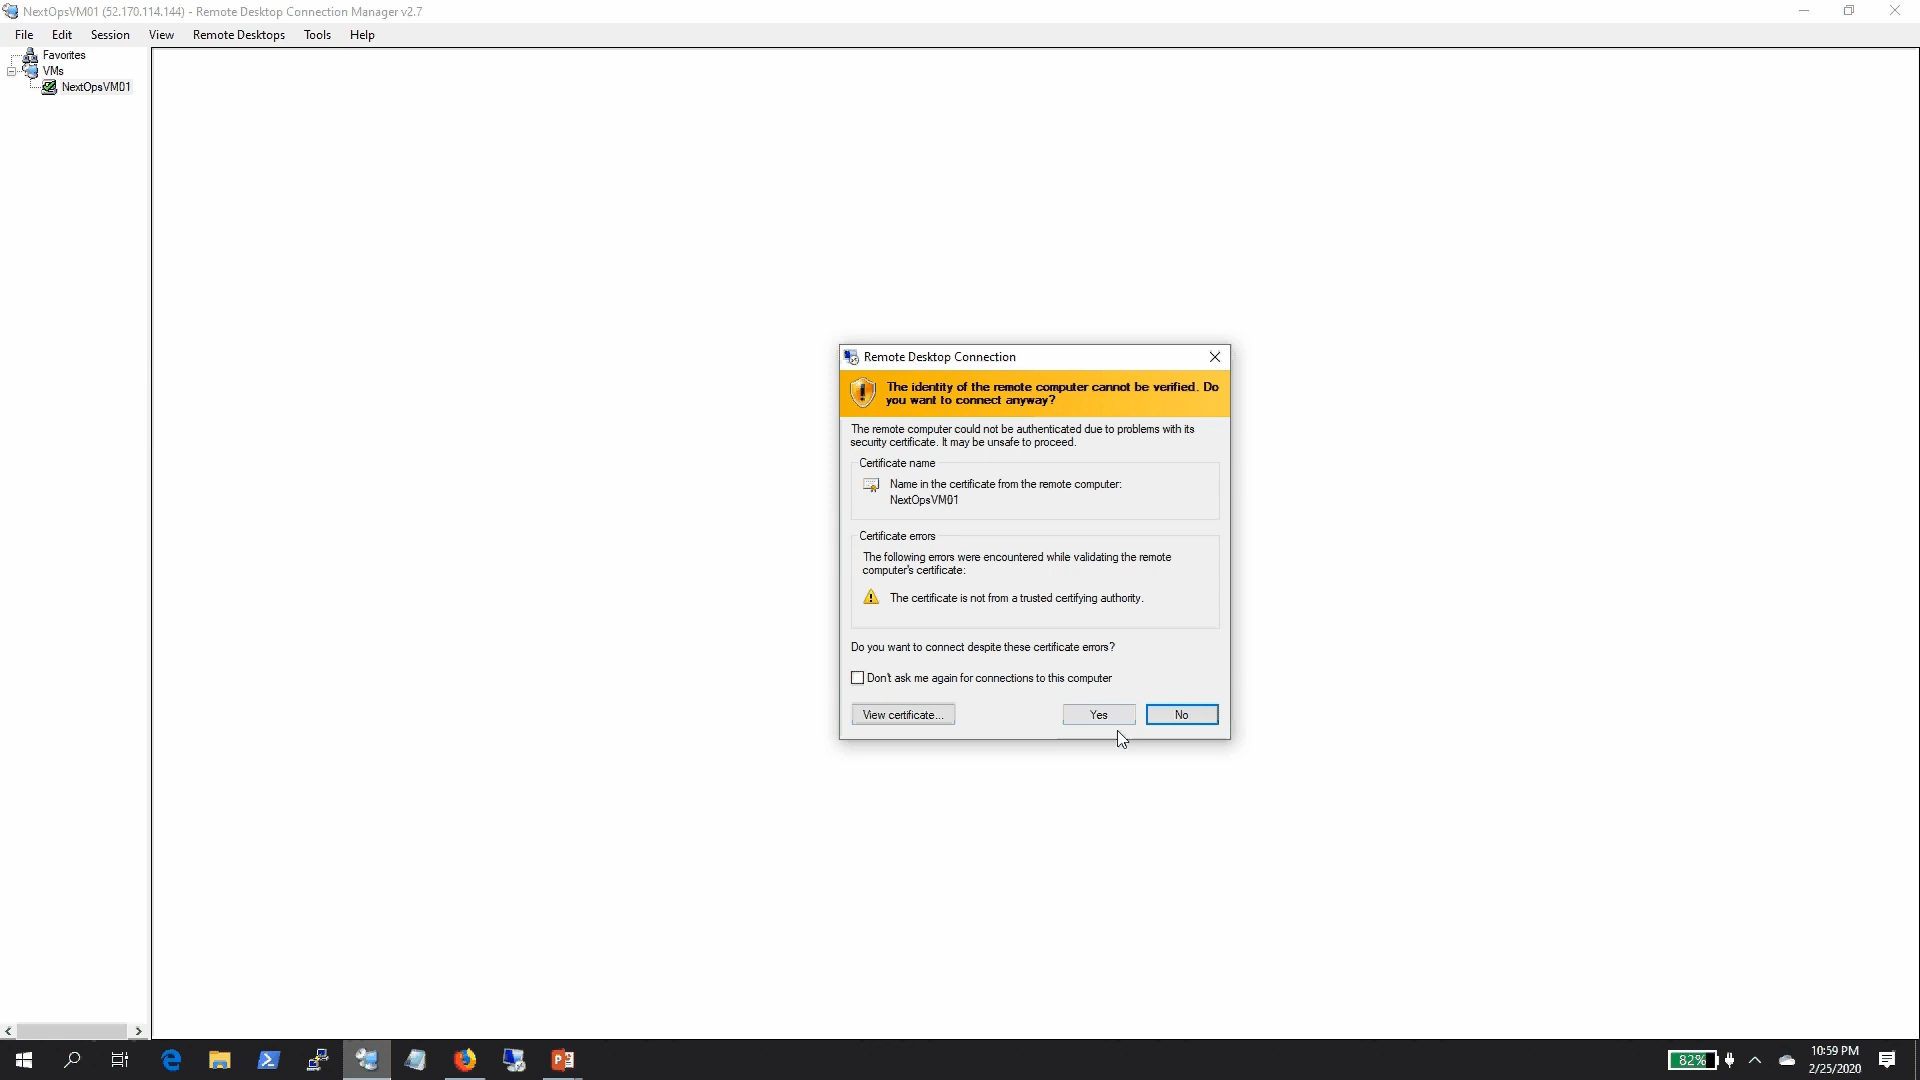 NextOpsVM01 (52.170.114.144) - Remote Desktop Connection Manager v2.7
File Edit Session View Remote Desktops Tools Help
Favorites
VMs
NextOpsVM01
Remote Desktop Connection
The identity of the remote computer cannot be verified. Do
you want to connect anyway?
The remote computer could not be authenticated due to problems with its
security certificate. It may be unsafe to proceed.
Certificate name
Name in the certificate from the remote computer:
NextOpsVM01
Certificate errors
The following errors were encountered while validating the remote
computer's certificate:
The certificate is not from a trusted certifying authority.
Do you want to connect despite these certificate errors?
Don't ask me again for connections to this computer
View certificate... Yes No
82%
10:59 PM
2/25/2020